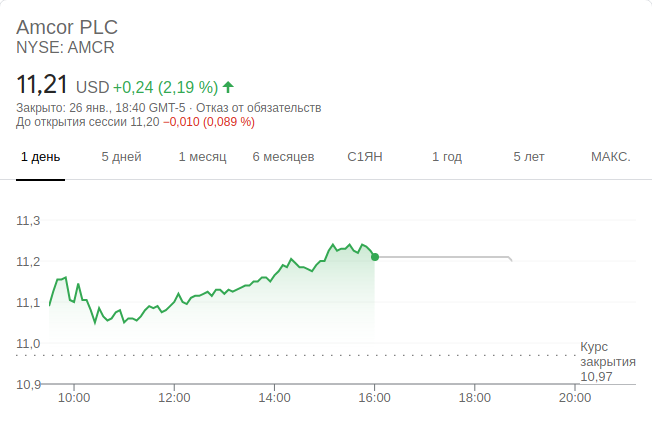 Amcor PLC
NYSE: AMCR
11,21 USD +0,24 (2,19 %)
Закрыто: 26 янв., 18:40 GMT-5 · Отказ от обязательств
До открытия сессии 11,20 −0,010 (0,089 %)
1 день 5 дней 1 месяц 6 месяцев С1ЯН 1 год 5 лет МАКС.
11,3
11,2
11,1
11,0
Курс
закрытия
10,97
10,9
10:00 12:00 14:00 16:00 18:00 20:00